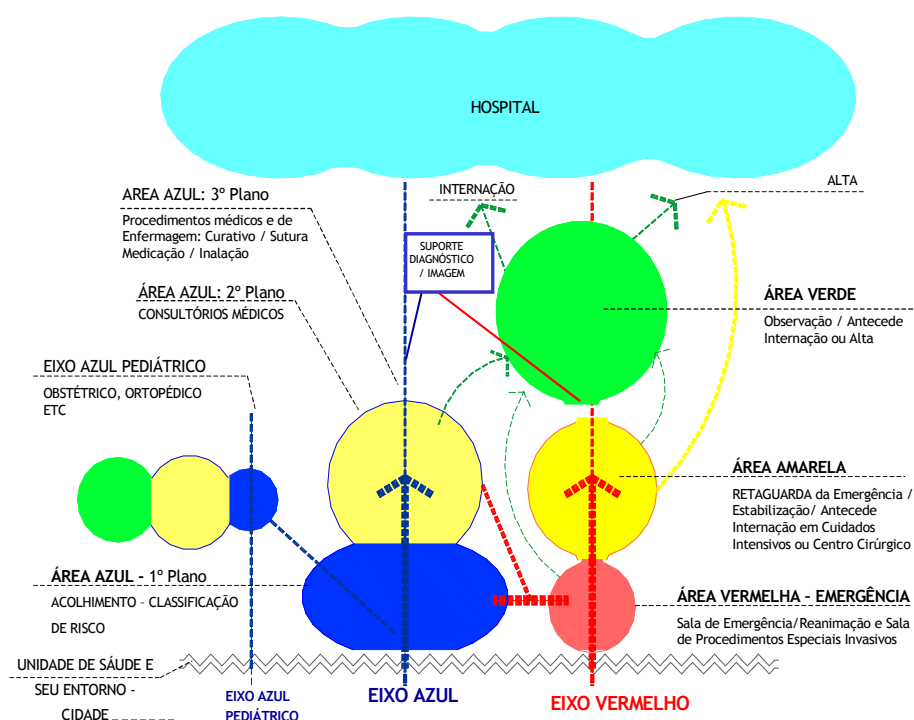 HOSPITAL
AREA AZUL: 3º Plano
Procedimentos médicos e de
Enfermagem: Curativo / Sutura
Medicação / Inalação
INTERNAÇÃO
ALTA
SUPORTE
DIAGNÓSTICO
/ IMAGEM
ÁREA AZUL: 2º Plano
CONSULTÓRIOS MÉDICOS
ÁREA VERDE
Observação / Antecede
Internação ou Alta
EIXO AZUL PEDIÁTRICO
OBSTÉTRICO, ORTOPÉDICO
ETC
ÁREA AMARELA
RETAGUARDA da Emergência /
Estabilização/ Antecede
Internação em Cuidados
Intensivos ou Centro Cirúrgico
ÁREA AZUL - 1º Plano
ACOLHIMENTO - CLASSIFICAÇÃO
DE RISCO
ÁREA VERMELHA - EMERGÊNCIA
Sala de Emergência/Reanimação e Sala
de Procedimentos Especiais Invasivos
UNIDADE DE SÁUDE E
SEU ENTORNO -
CIDADE
EIXO AZUL
PEDIÁTRICO
EIXO AZUL
EIXO VERMELHO